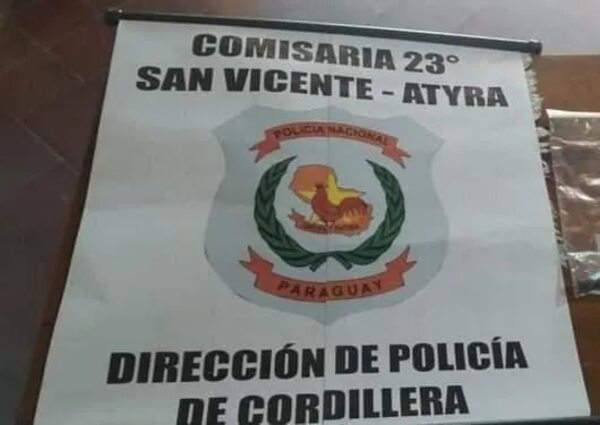 COMISARIA 23°
SAN VICENTE - ATYRA
POLICIA NACIONAL
PARAGUAY
DIRECCIÓN DE POLICÍA
DE CORDILLERA